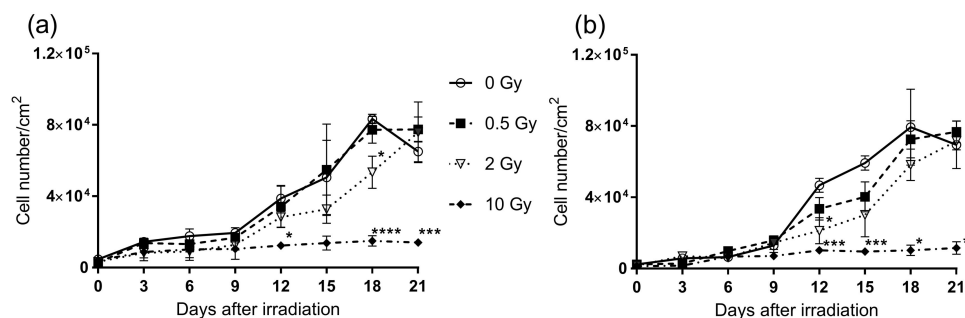 (a)
1.2×10⁵
8×10⁴
4×10⁴
0
Cell number/cm²
0 3 6 9 12 15 18 21
Days after irradiation
*
*
****
***
0 Gy
0.5 Gy
2 Gy
10 Gy
(b)
1.2×10⁵
8×10⁴
4×10⁴
0
Cell number/cm²
0 3 6 9 12 15 18 21
Days after irradiation
*
***
***
*